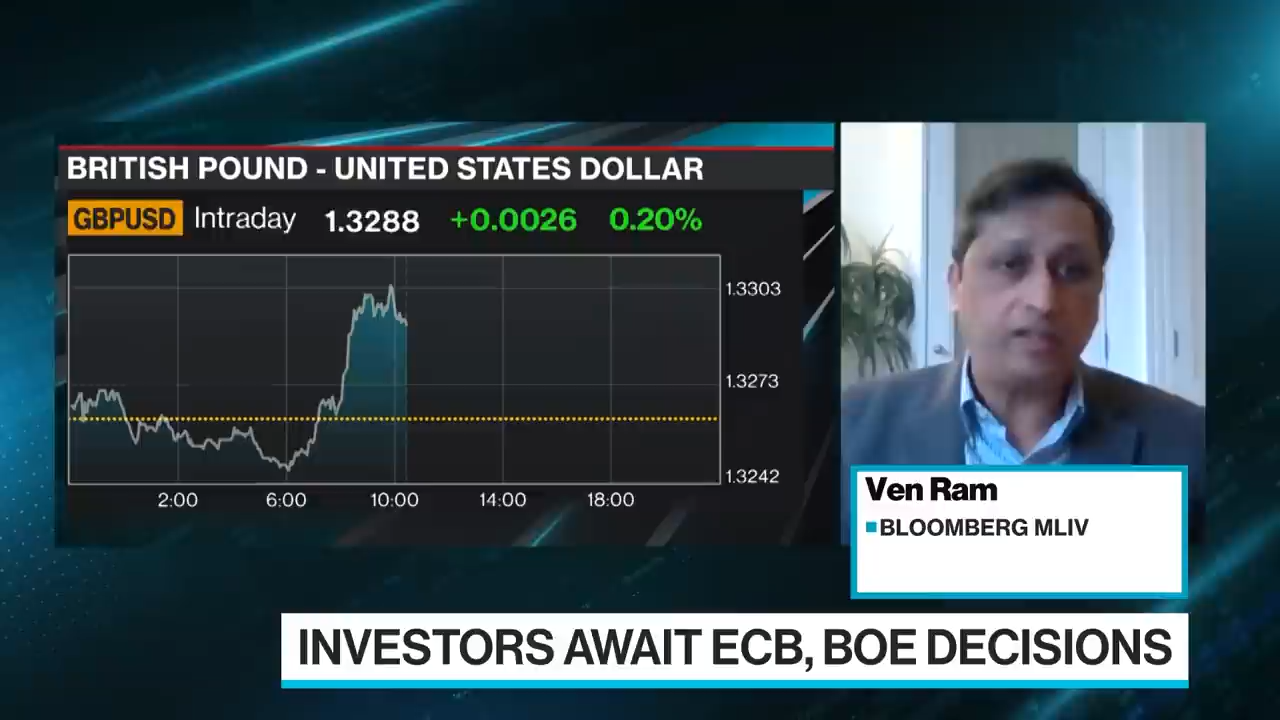 BRITISH POUND - UNITED STATES DOLLAR
GBPUSD Intraday 1.3288 +0.0026 0.20%
1.3303
1.3273
1.3242
2:00 6:00 10:00 14:00 18:00
Ven Ram
BLOOMBERG MLIV
INVESTORS AWAIT ECB, BOE DECISIONS